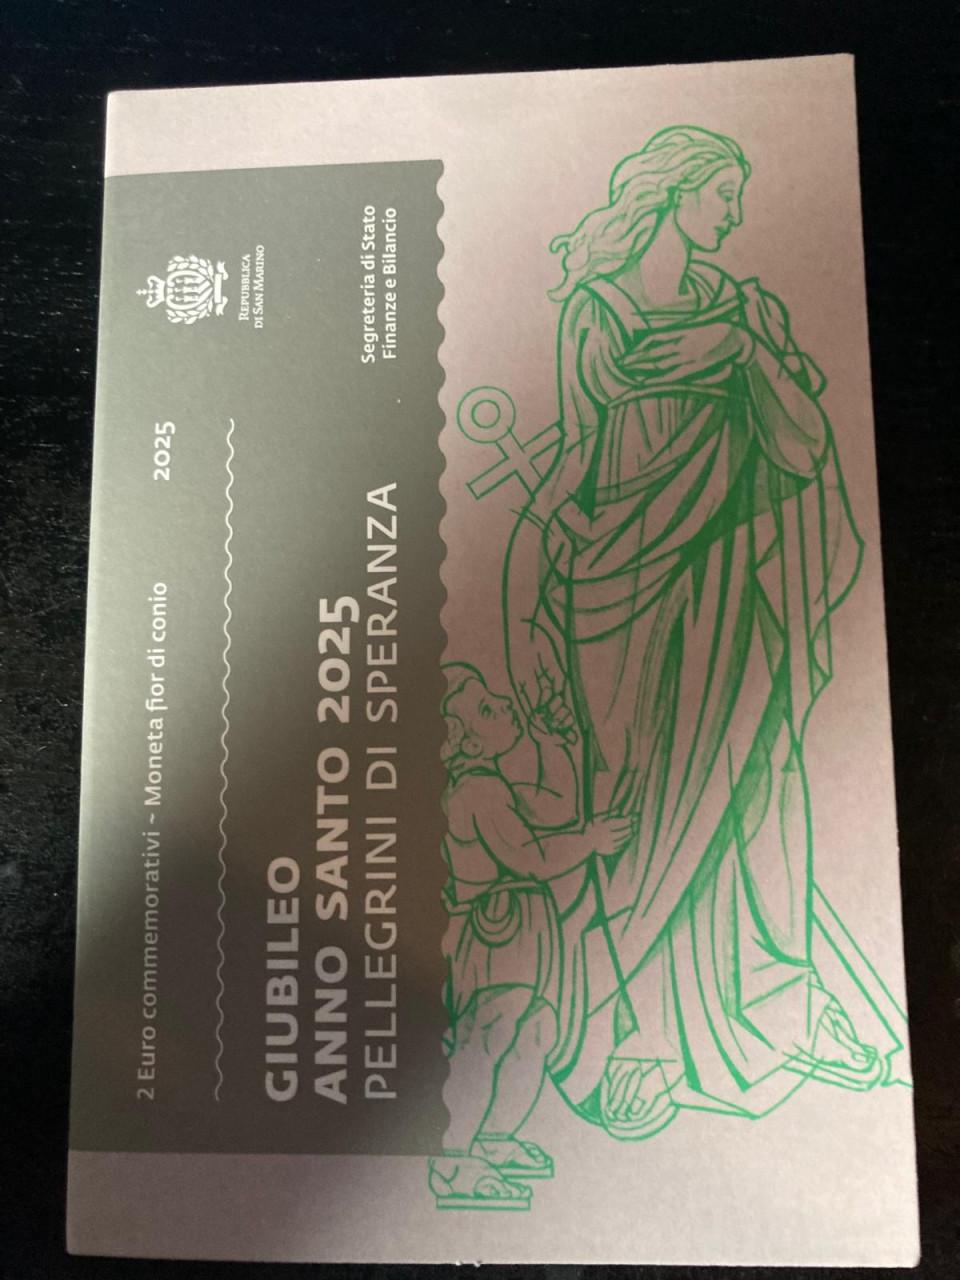 2 Euro commemorativi ~ Moneta fior di conio 2025
REPUBBLICA
DI SAN MARINO
GIUBILEO
ANNO SANTO 2025
PELLEGRINI DI SPERANZA
Segreteria di Stato
Finanze e Bilancio